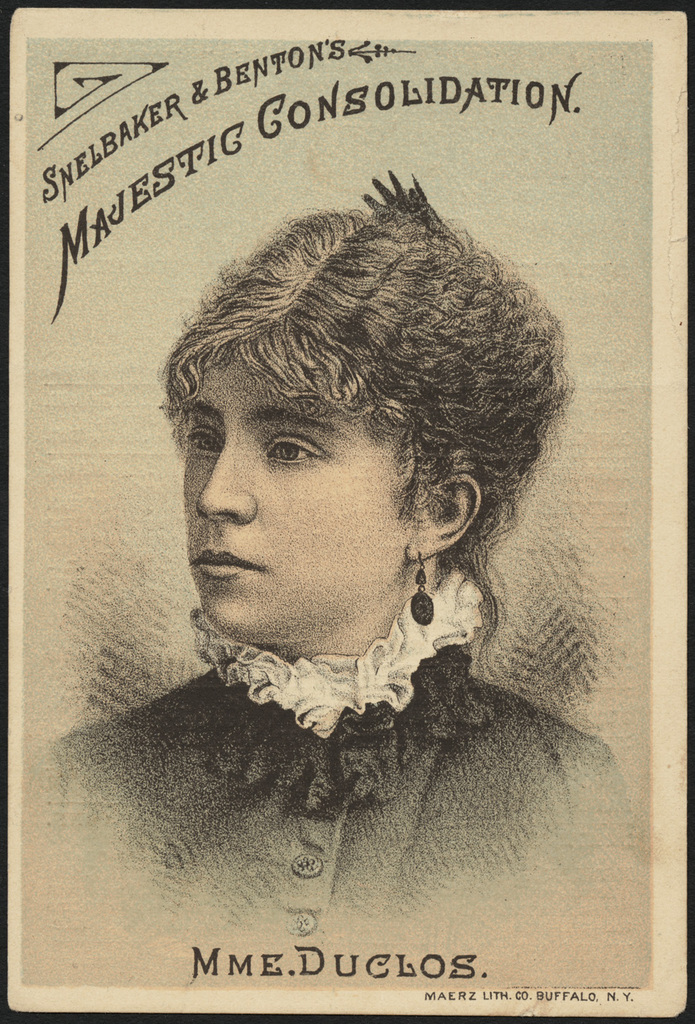 SNELBAKER & BENTON'S
MAJESTIC CONSOLIDATION.
MME. DUCLOS.
MAERZ LITH. CO. BUFFALO, N. Y.